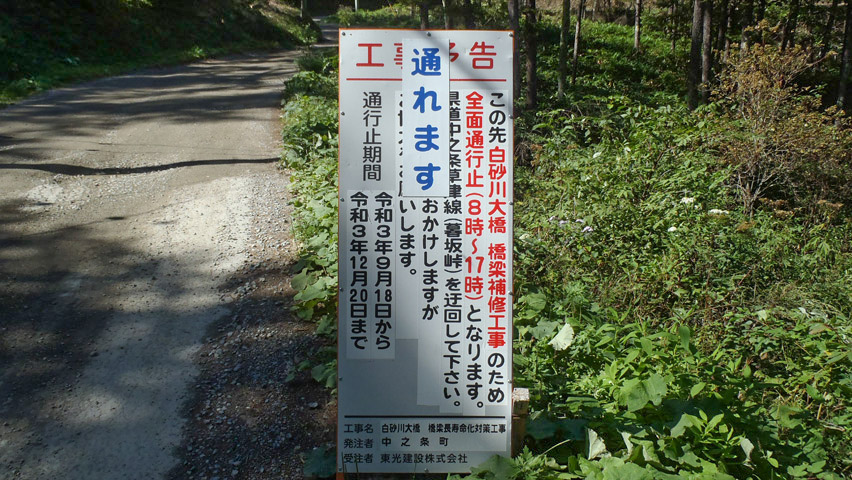 工事予告
通れます
この先 白砂川大橋 橋梁補修工事のため
全面通行止(8時〜17時)となります。
県道中之条草津線(暮坂峠)を迂回して下さい。
おかけしますが
いします。
通行止期間
令和3年9月18日から
令和3年12月20日まで
工事名 白砂川大橋 橋梁長寿命化対策工事
発注者 中之条町
受注者 東光建設株式会社